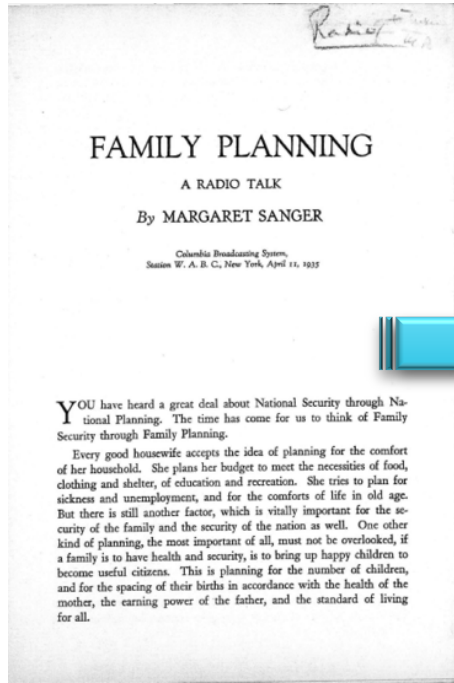 Radio
FAMILY PLANNING
A RADIO TALK
By MARGARET SANGER
Columbia Broadcasting System,
Station W. A. B. C., New York, April 11, 1935
YOU have heard a great deal about National Security through Na-
tional Planning. The time has come for us to think of Family
Security through Family Planning.
Every good housewife accepts the idea of planning for the comfort
of her household. She plans her budget to meet the necessities of food,
clothing and shelter, of education and recreation. She tries to plan for
sickness and unemployment, and for the comforts of life in old age.
But there is still another factor, which is vitally important for the se-
curity of the family and the security of the nation as well. One other
kind of planning, the most important of all, must not be overlooked, if
a family is to have health and security, is to bring up happy children to
become useful citizens. This is planning for the number of children,
and for the spacing of their births in accordance with the health of the
mother, the earning power of the father, and the standard of living
for all.